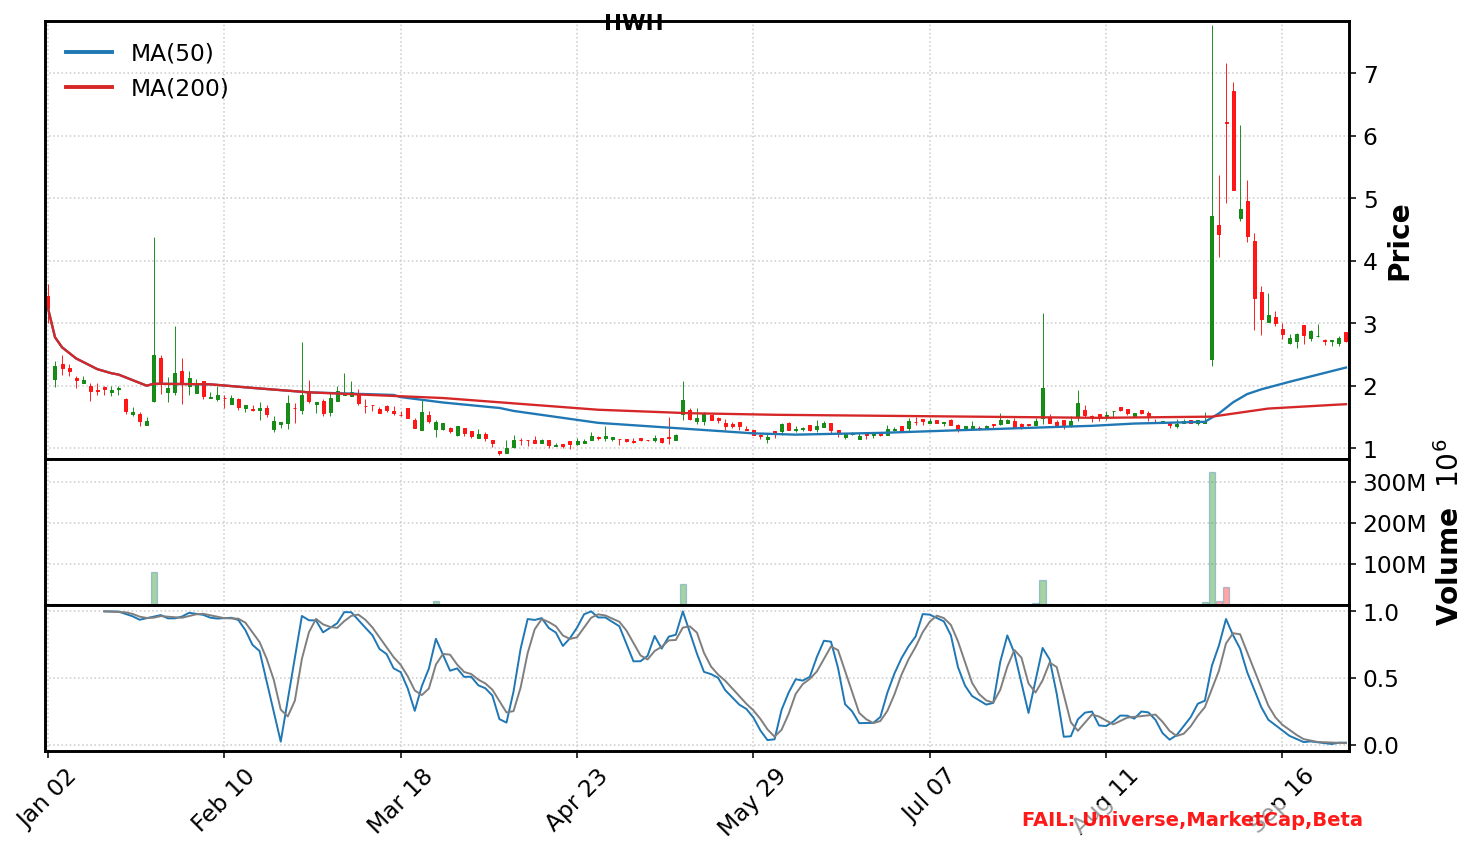 HWH
MA(50)
MA(200)
7
6
5
4
3
2
1
Price
300M
200M
100M
Volume 10^6
1.0
0.5
0.0
Jan 02
Feb 10
Mar 18
Apr 23
May 29
Jul 07
Aug 11
Sep 16
FAIL: Universe,MarketCap,Beta